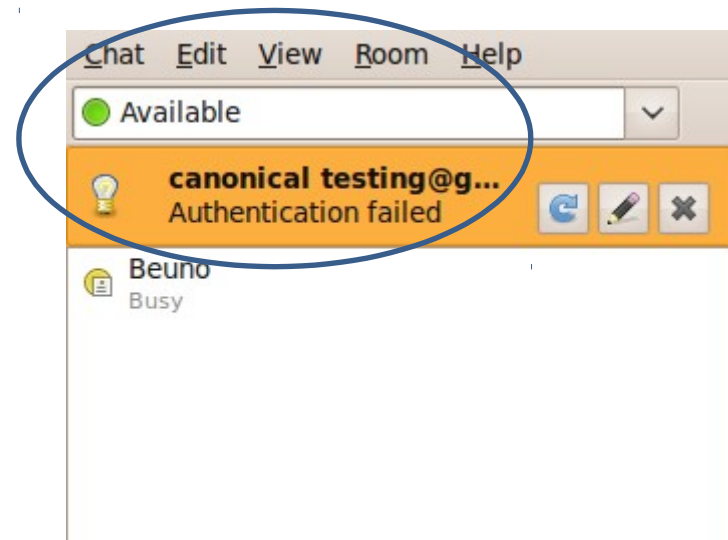 Chat Edit View Room Help
Available
canonical testing@g...
Authentication failed
Beuno
Busy